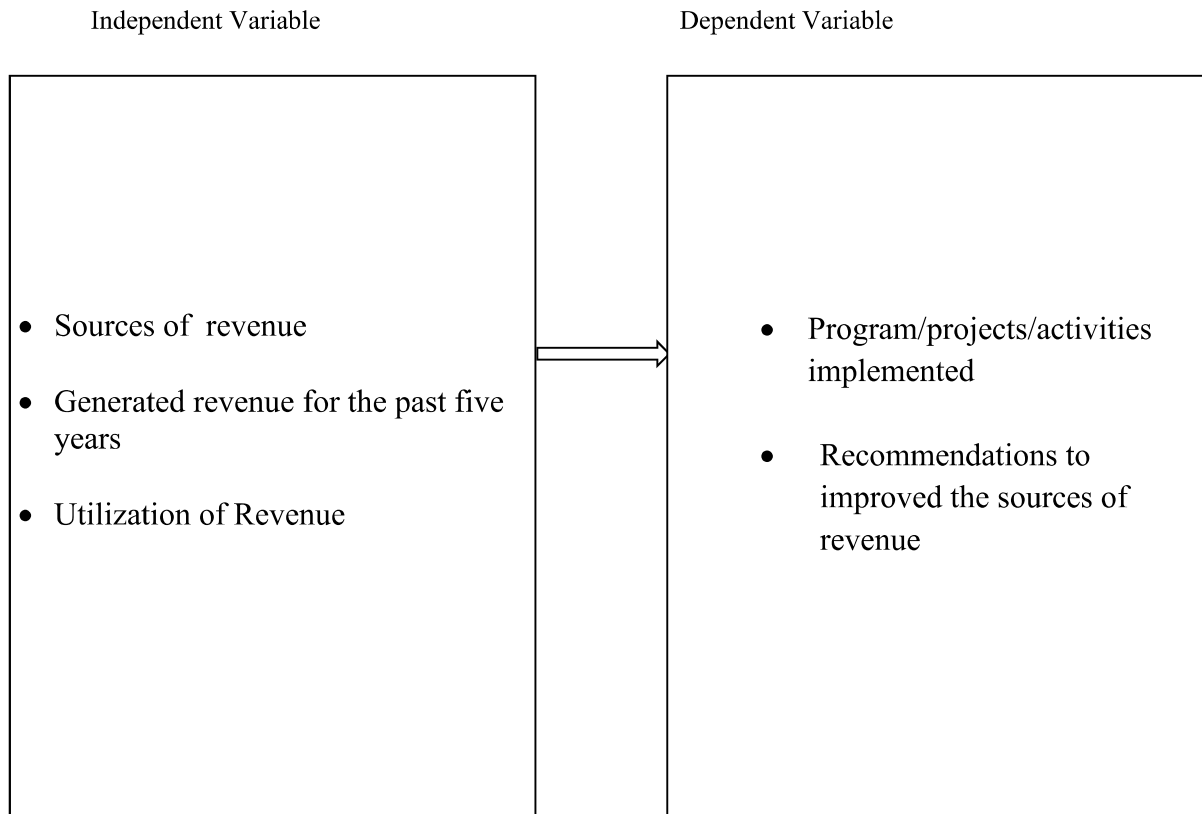 Independent Variable
Dependent Variable
• Sources of  revenue
• Generated revenue for the past five
years
• Utilization of Revenue
• Program/projects/activities
implemented
• Recommendations to
improved the sources of
revenue